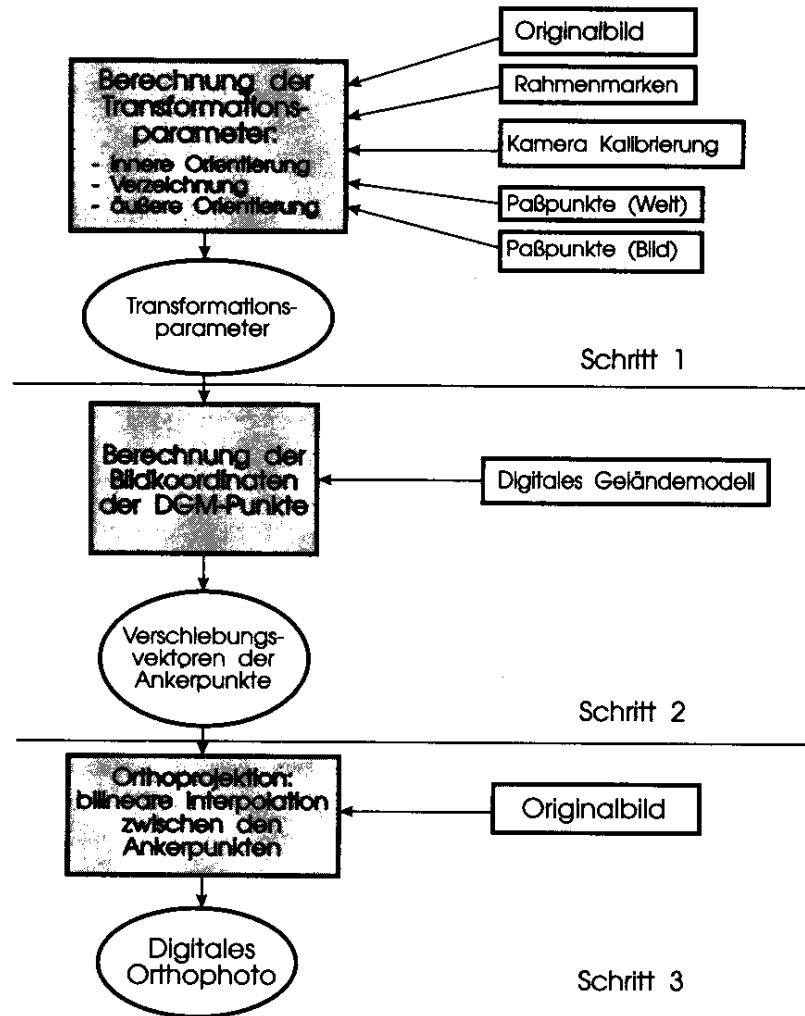 Berechnung der
Transformations-
parameter:
- innere Orientierung
- Verzeichnung
- äußere Orientierung
Originalbild
Rahmenmarken
Kamera Kalibrierung
Paßpunkte (Welt)
Paßpunkte (Bild)
Transformations-
parameter
Schritt 1
Berechnung der
Bildkoordinaten
der DGM-Punkte
Digitales Geländemodell
Verschiebungs-
vektoren der
Ankerpunkte
Schritt 2
Orthoprojektion:
bilineare Interpolation
zwischen den
Ankerpunkten
Originalbild
Digitales
Orthophoto
Schritt 3